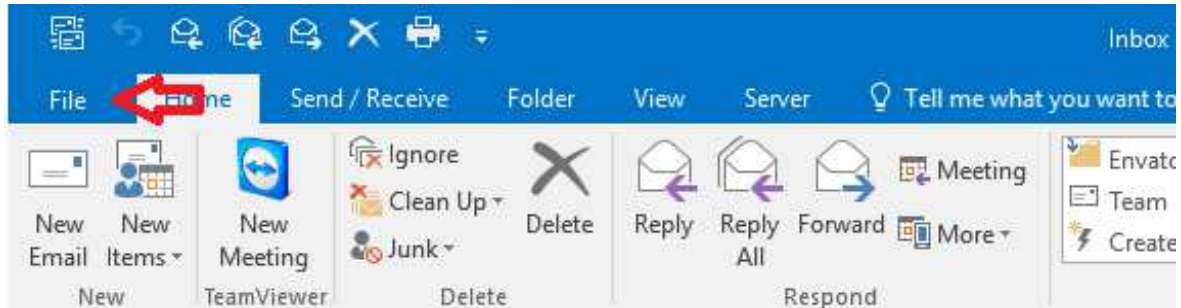 Inbox
File Home Send / Receive Folder View Server Tell me what you want to
Ignore
Clean Up
Junk
New Email
New Items
New Meeting
Delete
Reply
Reply All
Forward
Meeting
More
Team
Create
New TeamViewer Delete Respond